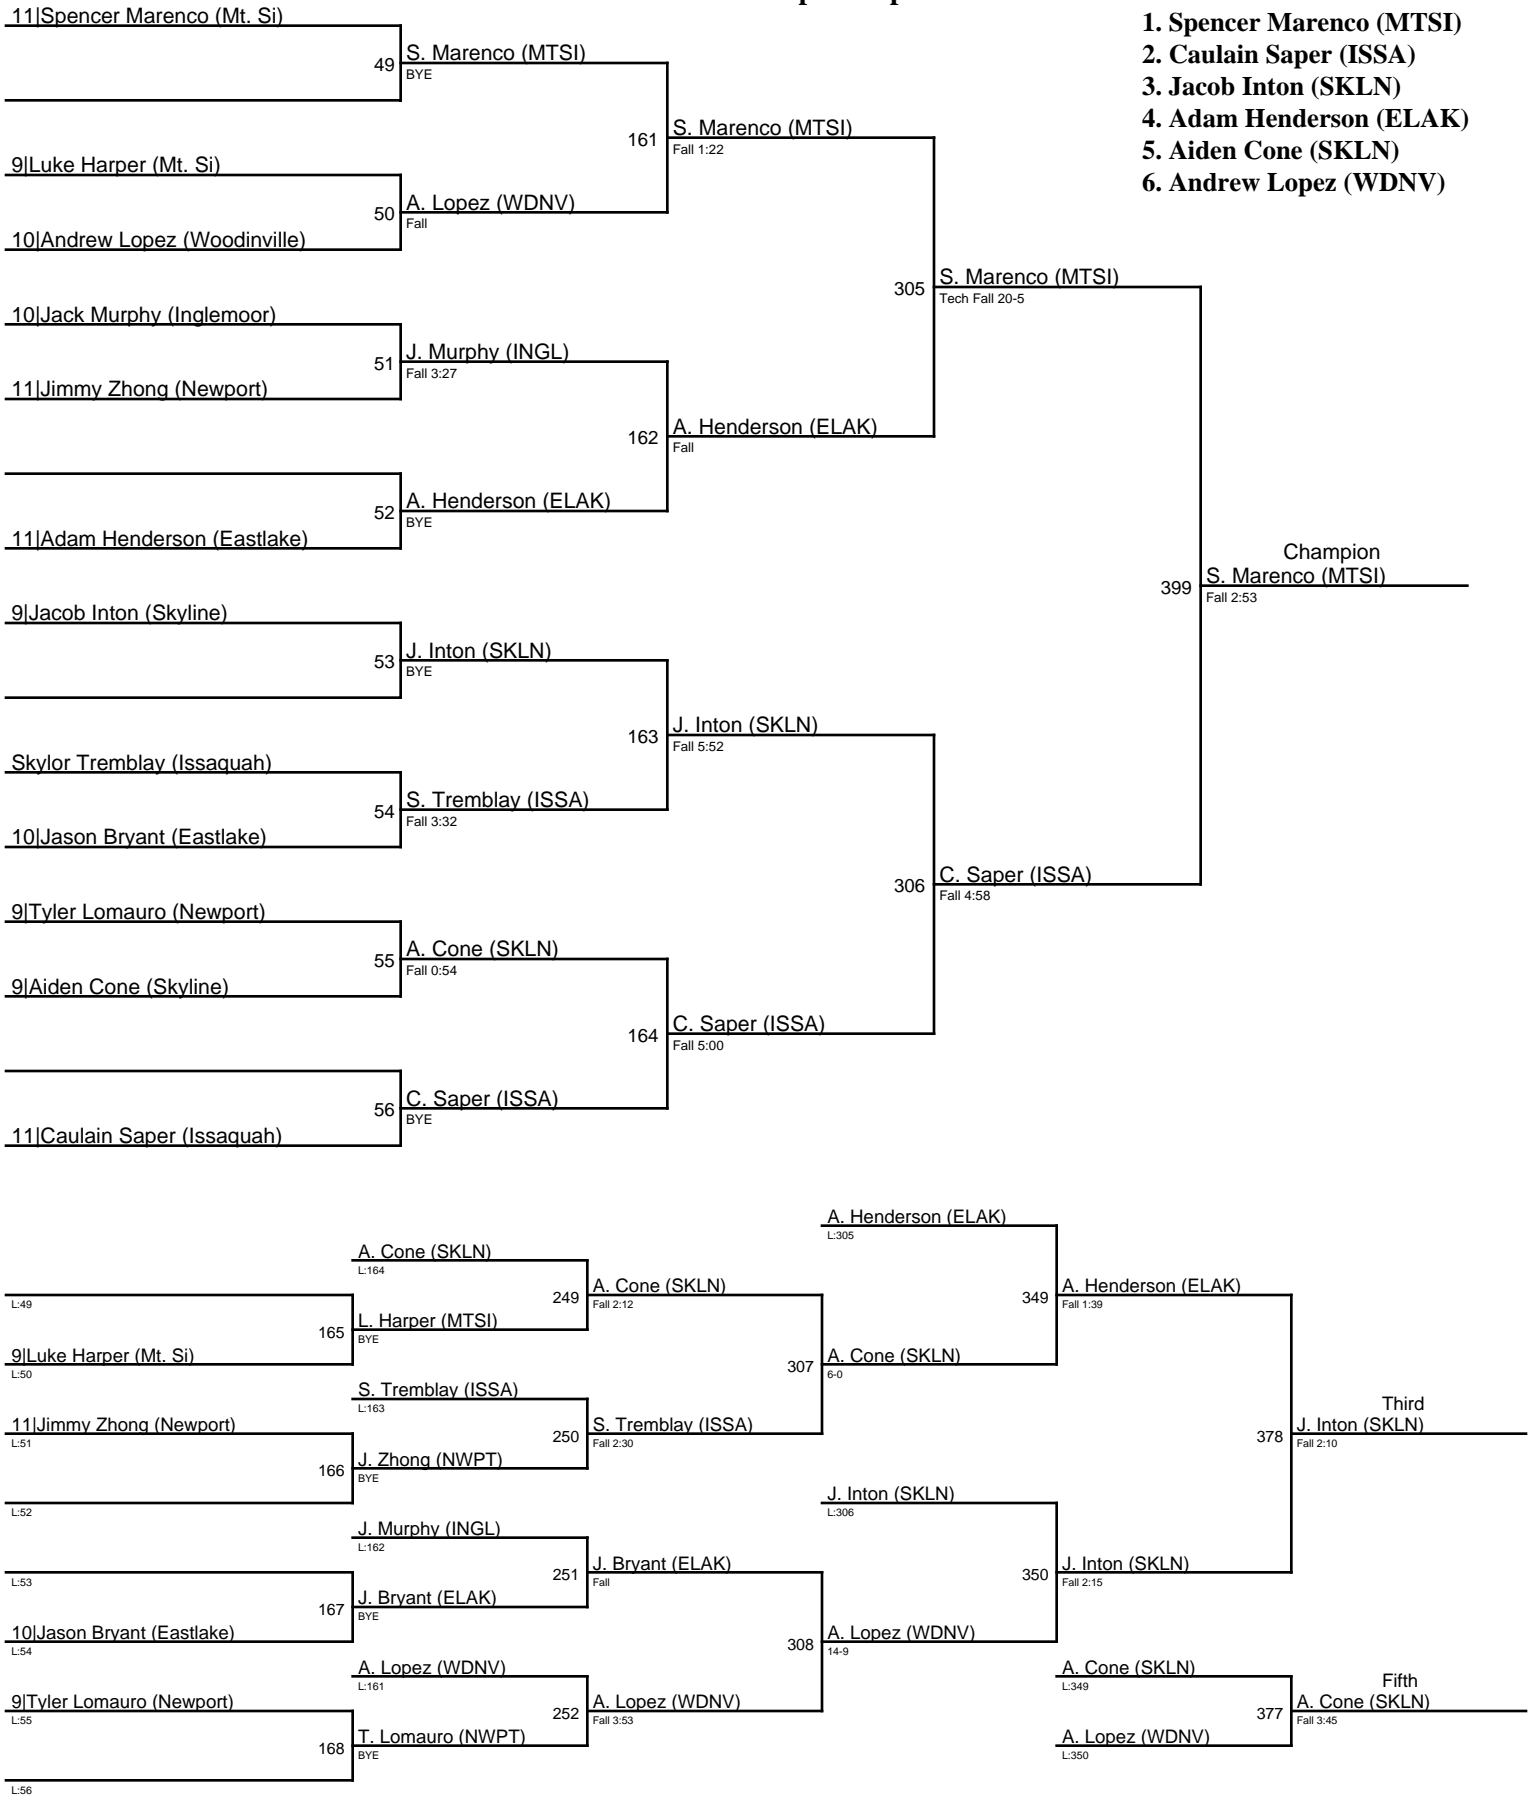 1. Spencer Marenco (MTSI)
2. Caulain Saper (ISSA)
3. Jacob Inton (SKLN)
4. Adam Henderson (ELAK)
5. Aiden Cone (SKLN)
6. Andrew Lopez (WDNV)
11|Spencer Marenco (Mt. Si)
49
S. Marenco (MTSI)
BYE
161
S. Marenco (MTSI)
Fall 1:22
9|Luke Harper (Mt. Si)
50
A. Lopez (WDNV)
Fall
10|Andrew Lopez (Woodinville)
305
S. Marenco (MTSI)
Tech Fall 20-5
10|Jack Murphy (Inglemoor)
51
J. Murphy (INGL)
Fall 3:27
11|Jimmy Zhong (Newport)
162
A. Henderson (ELAK)
Fall
52
A. Henderson (ELAK)
BYE
11|Adam Henderson (Eastlake)
Champion
399
S. Marenco (MTSI)
Fall 2:53
9|Jacob Inton (Skyline)
53
J. Inton (SKLN)
BYE
163
J. Inton (SKLN)
Fall 5:52
Skylor Tremblay (Issaquah)
54
S. Tremblay (ISSA)
Fall 3:32
10|Jason Bryant (Eastlake)
306
C. Saper (ISSA)
Fall 4:58
9|Tyler Lomauro (Newport)
55
A. Cone (SKLN)
Fall 0:54
9|Aiden Cone (Skyline)
164
C. Saper (ISSA)
Fall 5:00
56
C. Saper (ISSA)
BYE
11|Caulain Saper (Issaquah)
A. Henderson (ELAK)
L:305
A. Cone (SKLN)
L:164
249
A. Cone (SKLN)
Fall 2:12
349
A. Henderson (ELAK)
Fall 1:39
L:49
165
L. Harper (MTSI)
BYE
9|Luke Harper (Mt. Si)
L:50
307
A. Cone (SKLN)
6-0
S. Tremblay (ISSA)
L:163
11|Jimmy Zhong (Newport)
L:51
250
S. Tremblay (ISSA)
Fall 2:30
Third
378
J. Inton (SKLN)
Fall 2:10
166
J. Zhong (NWPT)
BYE
L:52
J. Inton (SKLN)
L:306
J. Murphy (INGL)
L:162
251
J. Bryant (ELAK)
Fall
350
J. Inton (SKLN)
Fall 2:15
L:53
167
J. Bryant (ELAK)
BYE
10|Jason Bryant (Eastlake)
L:54
308
A. Lopez (WDNV)
14-9
A. Lopez (WDNV)
L:161
A. Cone (SKLN)
L:349
9|Tyler Lomauro (Newport)
L:55
252
A. Lopez (WDNV)
Fall 3:53
Fifth
377
A. Cone (SKLN)
Fall 3:45
168
T. Lomauro (NWPT)
BYE
A. Lopez (WDNV)
L:350
L:56